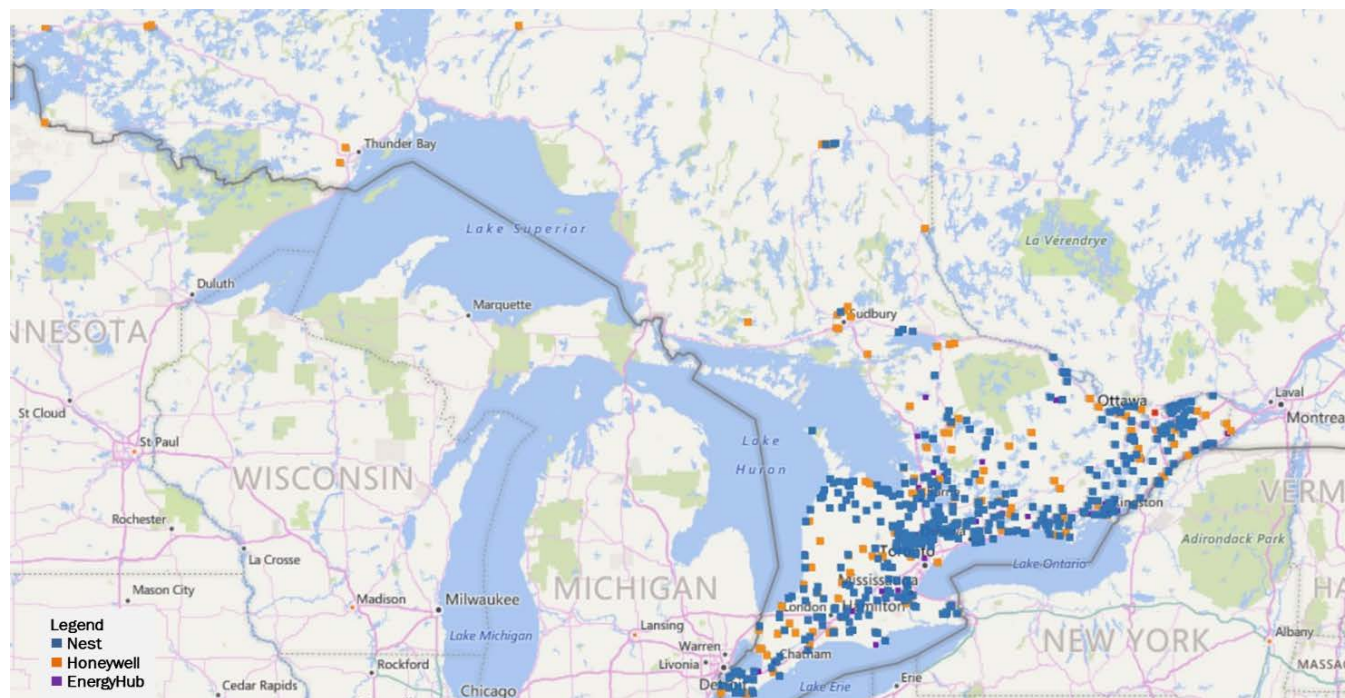 Thunder Bay
Lake Superior
La Verendrye
Duluth
Marquette
Sudbury
NNESOTA
St Cloud
St Paul
Ottawa
Laval
Montrea
Lake
Huron
WISCONSIN
VERM
Kingston
Rochester
La Crosse
Adirondack Park
Toronto
Lake Ontario
Mississauga
MICHIGAN
HA
Mason City
Madison
Milwaukee
London
Hamilton
Legend
Nest
Honeywell
EnergyHub
Lake Michigan
Lansing
NEW YORK
Albany
Warren
Livonia
Chatham
MASSAC
Rockford
Cedar Rapids
Chicago
Lake Erie
Erie